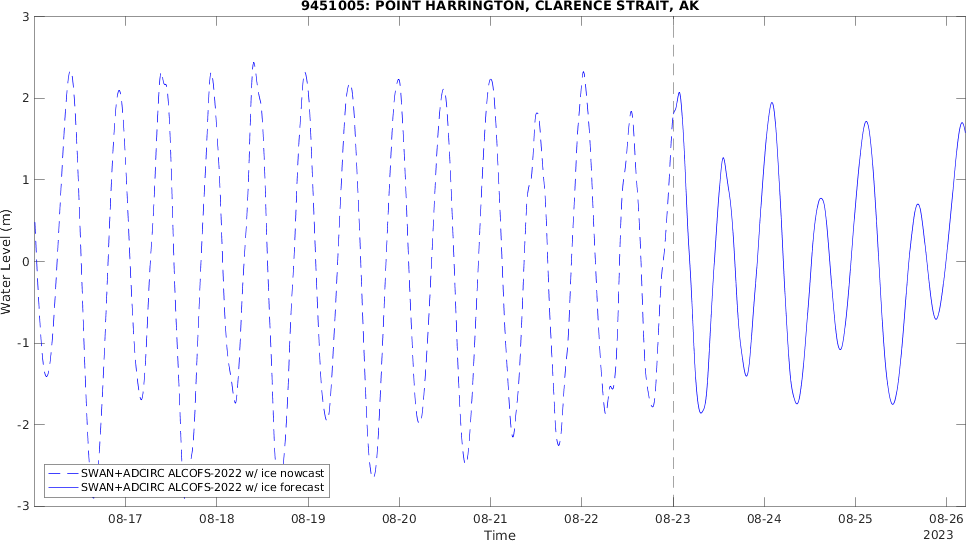 9451005: POINT HARRINGTON, CLARENCE STRAIT, AK
3
2
1
0
-1
-2
-3
Water Level (m)
SWAN+ADCIRC ALCOFS-2022 w/ ice nowcast
SWAN+ADCIRC ALCOFS-2022 w/ ice forecast
08-17 08-18 08-19 08-20 08-21 08-22 08-23 08-24 08-25 08-26
Time
2023